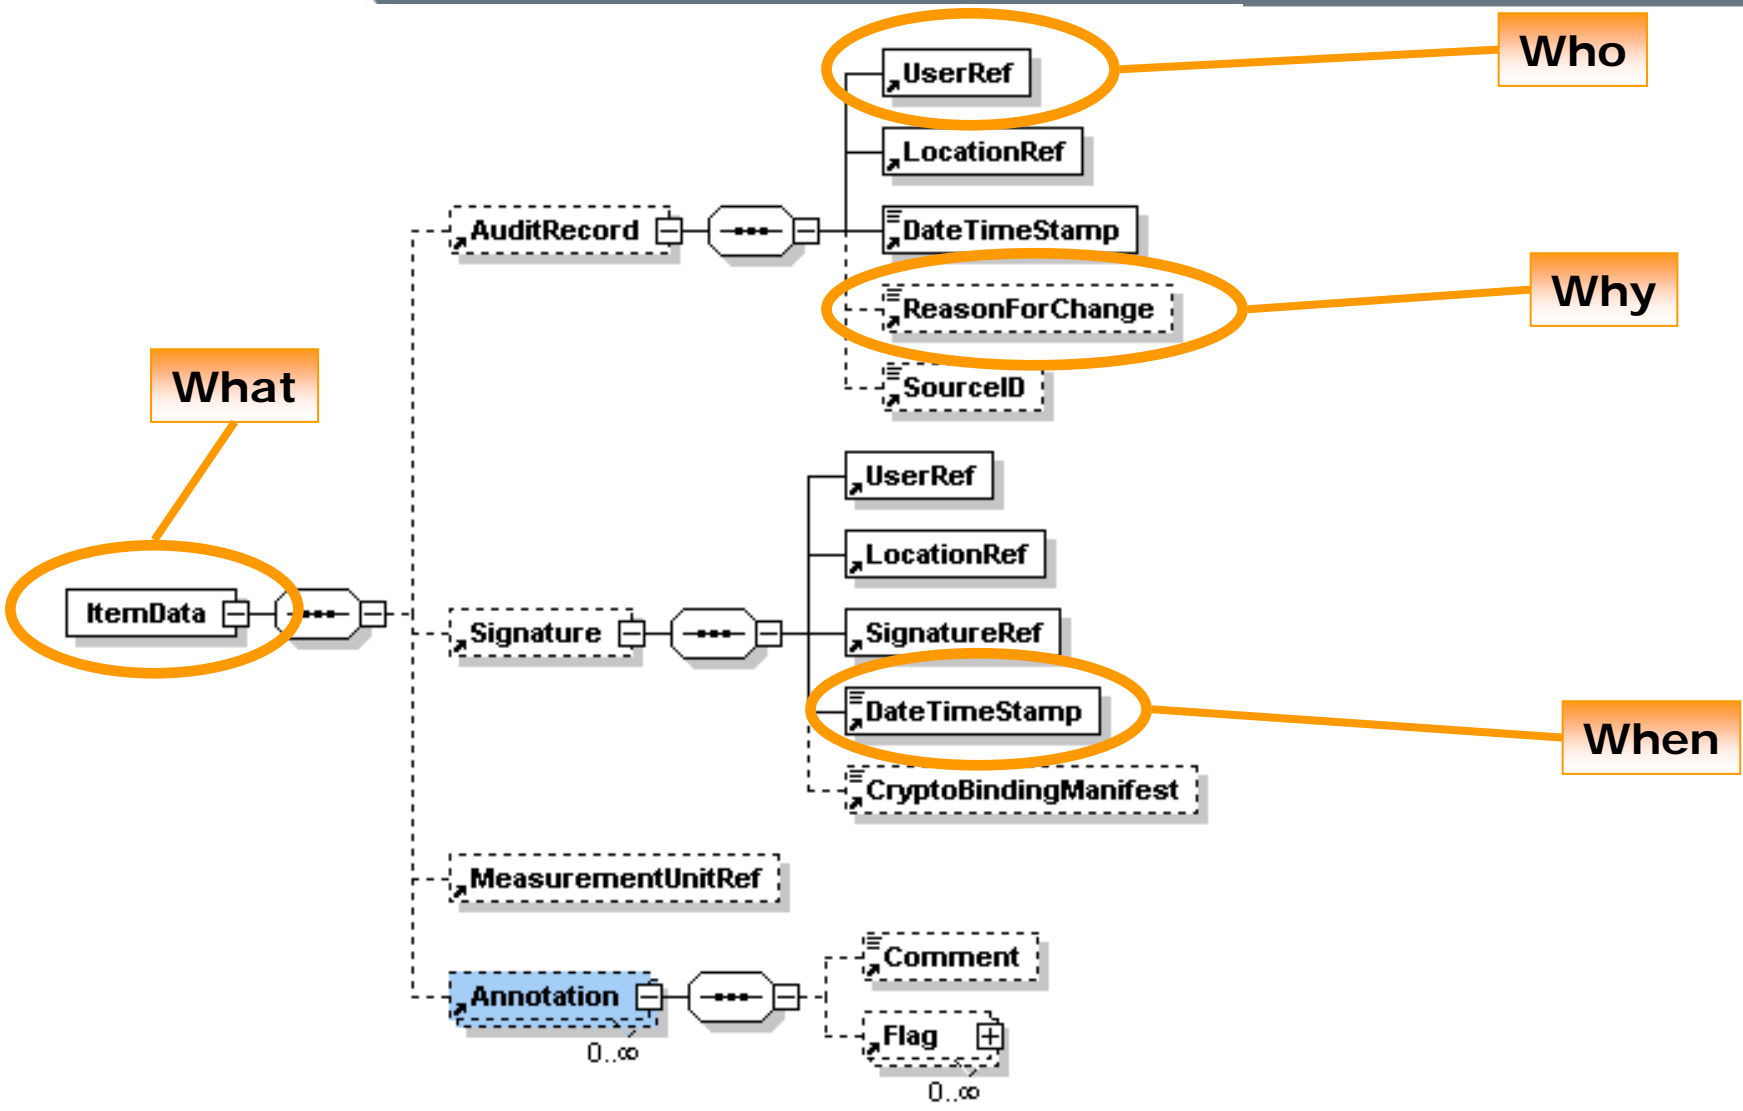 Who
UserRef
LocationRef
AuditRecord
DateTimeStamp
ReasonForChange
Why
SourceID
What
UserRef
LocationRef
ItemData
Signature
SignatureRef
DateTimeStamp
When
CryptoBindingManifest
MeasurementUnitRef
Comment
Annotation
0..∞
Flag
0..∞